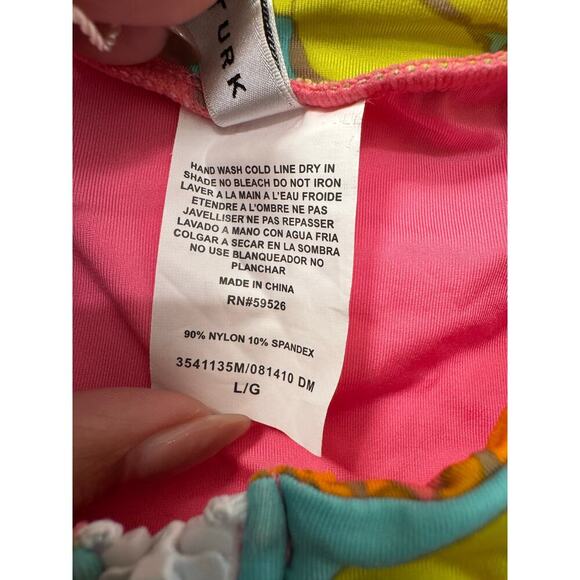 TURK
HAND WASH COLD LINE DRY IN
SHADE NO BLEACH DO NOT IRON
LAVER A LA MAIN A L'EAU FROIDE
ETENDRE A L'OMBRE NE PAS
JAVELLISER NE PAS REPASSER
LAVADO A MANO CON AGUA FRIA
COLGAR A SECAR EN LA SOMBRA
NO USE BLANQUEADOR NO
PLANCHAR
MADE IN CHINA
RN#59526
90% NYLON 10% SPANDEX
3541135M/081410 DM
L/G